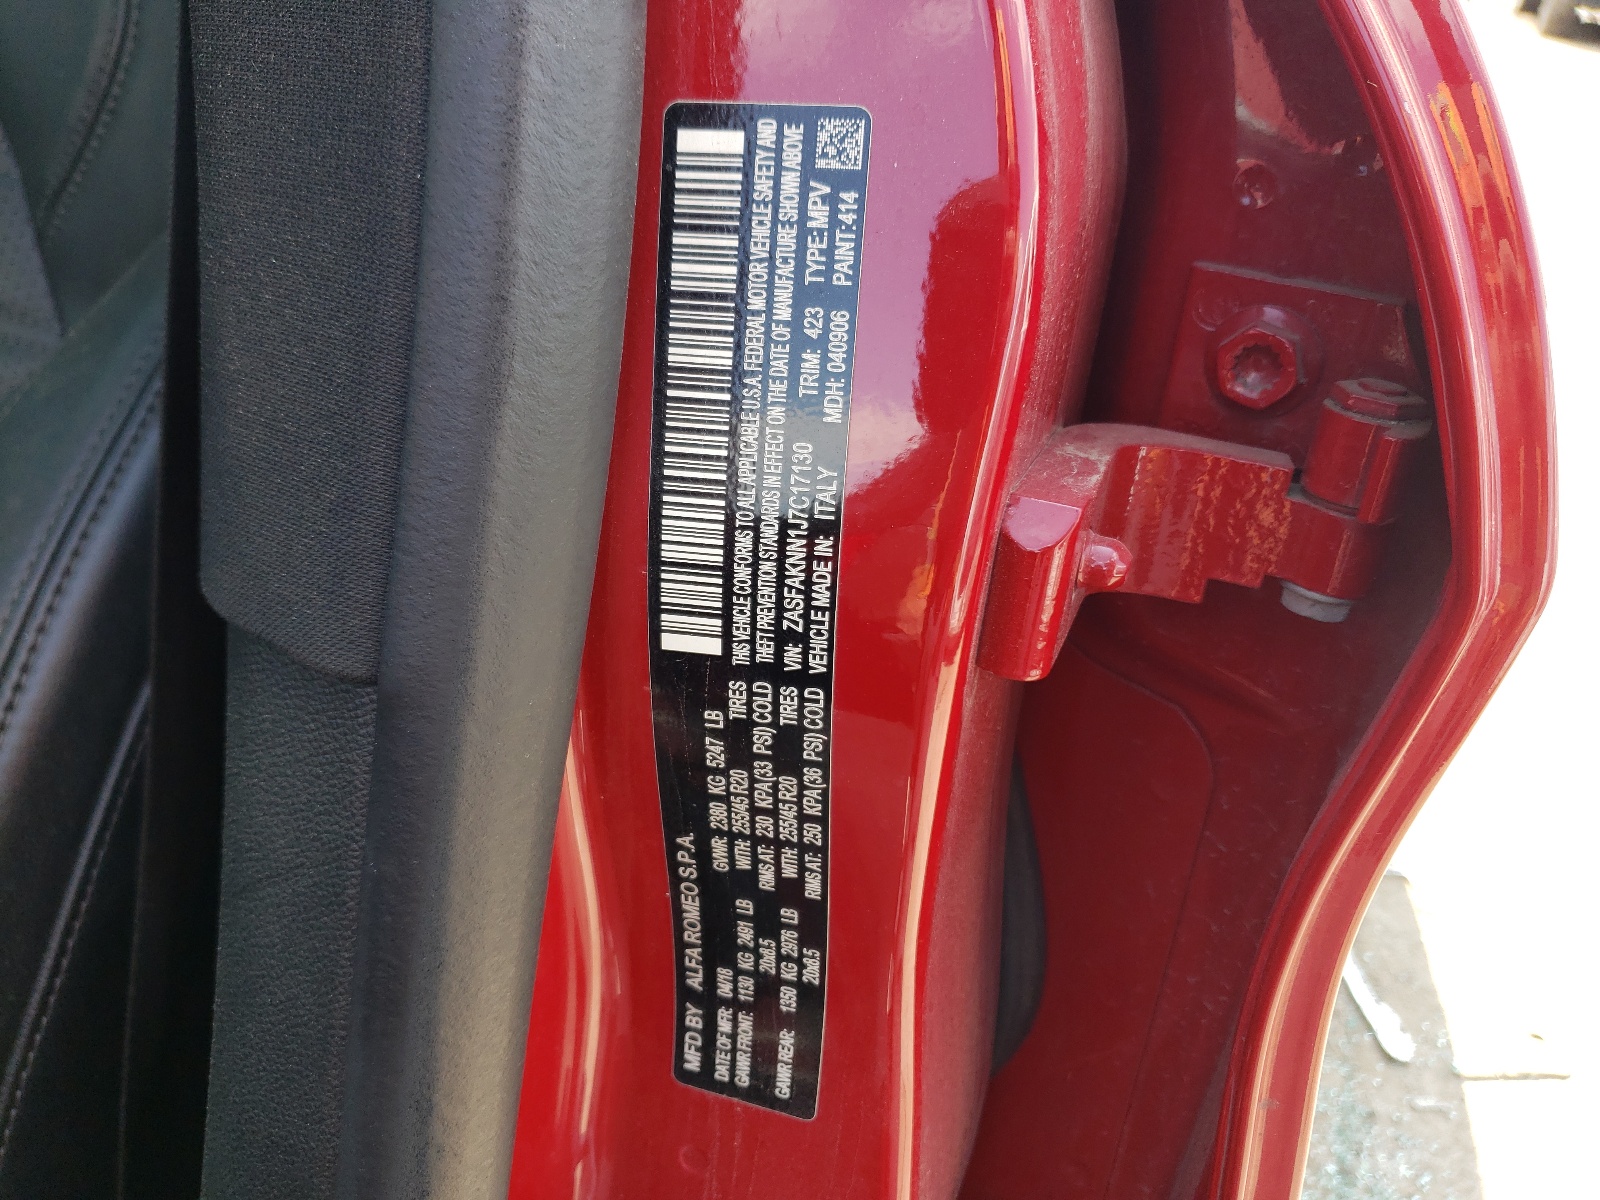 MFD BY ALFA ROMEO S.P.A.
DATE OF MFR: 04/18 GVWR: 2380 KG 5247 LB
GAWR FRONT: 1130 KG 2491 LB WITH: 255/45 R20 TIRES
20x8.5 RIMS AT: 230 KPA(33 PSI) COLD
GAWR REAR: 1350 KG 2976 LB WITH: 255/45 R20 TIRES
20x8.5 RIMS AT: 250 KPA(36 PSI) COLD
THIS VEHICLE CONFORMS TO ALL APPLICABLE U.S.A. FEDERAL MOTOR VEHICLE SAFETY AND
THEFT PREVENTION STANDARDS IN EFFECT ON THE DATE OF MANUFACTURE SHOWN ABOVE
VIN: ZASFAKNN1J7C17130 TRIM: 423 TYPE: MPV
VEHICLE MADE IN: ITALY MDH: 040906 PAINT: 414